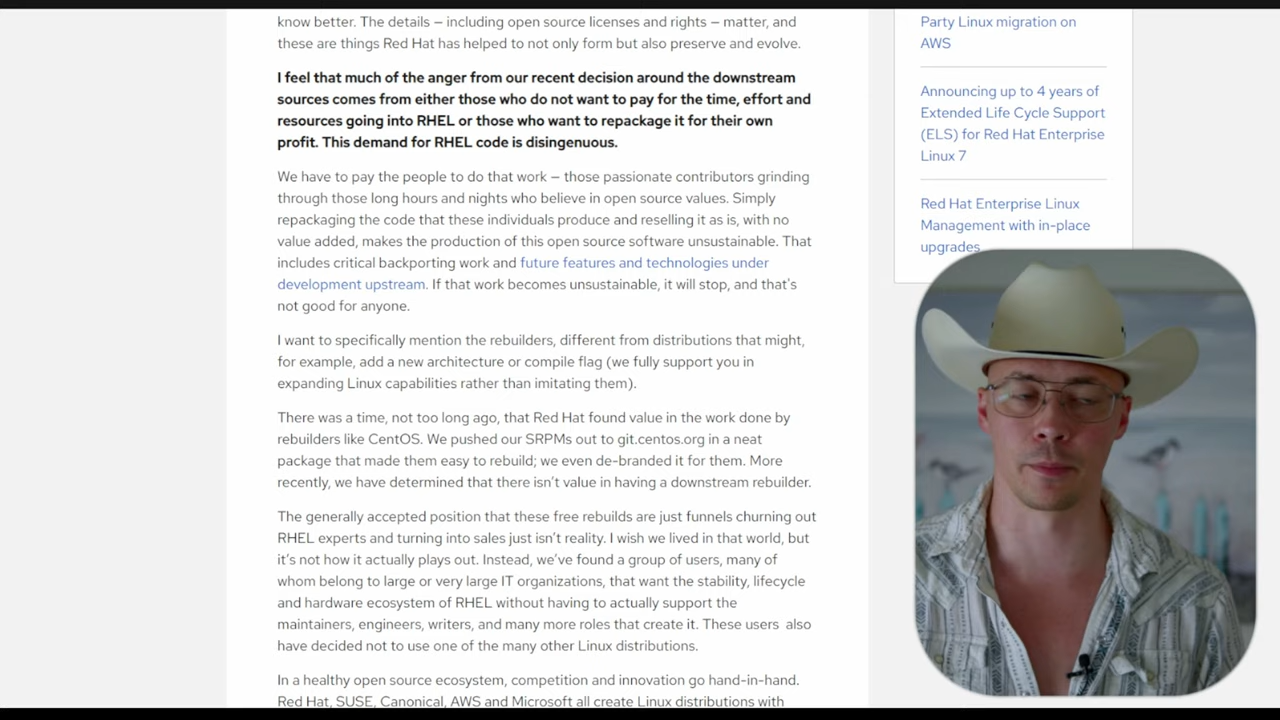 know better. The details – including open source licenses and rights – matter, and
these are things Red Hat has helped to not only form but also preserve and evolve.
I feel that much of the anger from our recent decision around the downstream
sources comes from either those who do not want to pay for the time, effort and
resources going into RHEL or those who want to repackage it for their own
profit. This demand for RHEL code is disingenuous.
We have to pay the people to do that work – those passionate contributors grinding
through those long hours and nights who believe in open source values. Simply
repackaging the code that these individuals produce and reselling it as is, with no
value added, makes the production of this open source software unsustainable. That
includes critical backporting work and future features and technologies under
development upstream. If that work becomes unsustainable, it will stop, and that's
not good for anyone.
I want to specifically mention the rebuilders, different from distributions that might,
for example, add a new architecture or compile flag (we fully support you in
expanding Linux capabilities rather than imitating them).
There was a time, not too long ago, that Red Hat found value in the work done by
rebuilders like CentOS. We pushed our SRPMs out to git.centos.org in a neat
package that made them easy to rebuild; we even de-branded it for them. More
recently, we have determined that there isn't value in having a downstream rebuilder.
The generally accepted position that these free rebuilds are just funnels churning out
RHEL experts and turning into sales just isn't reality. I wish we lived in that world, but
it's not how it actually plays out. Instead, we've found a group of users, many of
whom belong to large or very large IT organizations, that want the stability, lifecycle
and hardware ecosystem of RHEL without having to actually support the
maintainers, engineers, writers, and many more roles that create it. These users also
have decided not to use one of the many other Linux distributions.
In a healthy open source ecosystem, competition and innovation go hand-in-hand.
Red Hat, SUSE, Canonical, AWS and Microsoft all create Linux distributions with
Party Linux migration on
AWS
Announcing up to 4 years of
Extended Life Cycle Support
(ELS) for Red Hat Enterprise
Linux 7
Red Hat Enterprise Linux
Management with in-place
upgrades